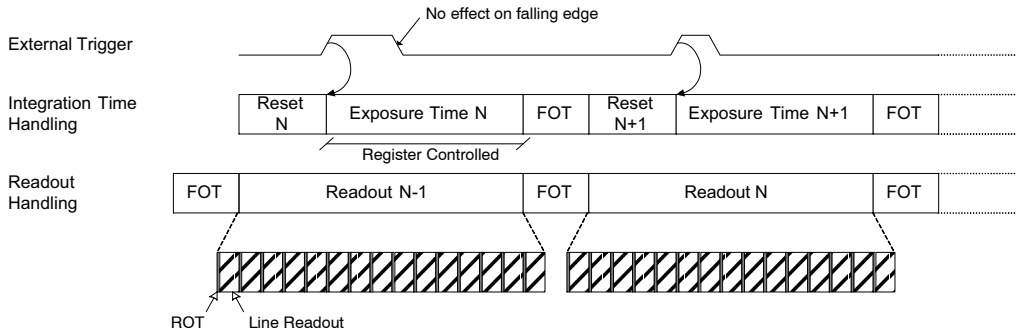 No effect on falling edge
External Trigger
Integration Time
Handling
Reset
N
Exposure Time N
FOT
Reset
N+1
Exposure Time N+1
FOT
Register Controlled
Readout
Handling
FOT
Readout N-1
FOT
Readout N
FOT
ROT
Line Readout